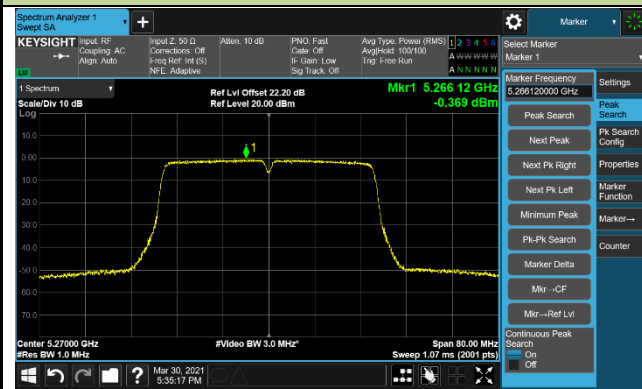 Spectrum Analyzer 1
Swept SA
Marker
KEYSIGHT Input: RF
Coupling: AC
Align: Auto
Input Z: 50 Ω
Corrections: Off
Freq Ref: Int (S)
NFE: Adaptive
Atten: 10 dB
PNO: Fast
Gate: Off
IF Gain: Low
Sig Track: Off
Avg Type: Power (RMS)
Avg|Hold: 100/100
Trig: Free Run
1 2 3 4 5 6
A W W W W W
A N N N N N
Select Marker
Marker 1
LXI
1 Spectrum
Scale/Div 10 dB
Log
Ref Lvl Offset 22.20 dB
Ref Level 20.00 dBm
Mkr1 5.266 12 GHz
-0.369 dBm
10.0
0.00
-10.0
20.0
30.0
40.0
-50.0
60.0
70.0
1
Center 5.27000 GHz
#Res BW 1.0 MHz
#Video BW 3.0 MHz*
Span 80.00 MHz
Sweep 1.07 ms (2001 pts)
Marker Frequency
5.266120000 GHz
Peak Search
Next Peak
Next Pk Right
Next Pk Left
Minimum Peak
Pk-Pk Search
Marker Delta
Mkr→CF
Mkr→Ref Lvl
Continuous Peak
Search
On
Off
Settings
Peak
Search
Pk Search
Config
Properties
Marker
Function
Marker→
Counter
Mar 30, 2021
5:35:17 PM